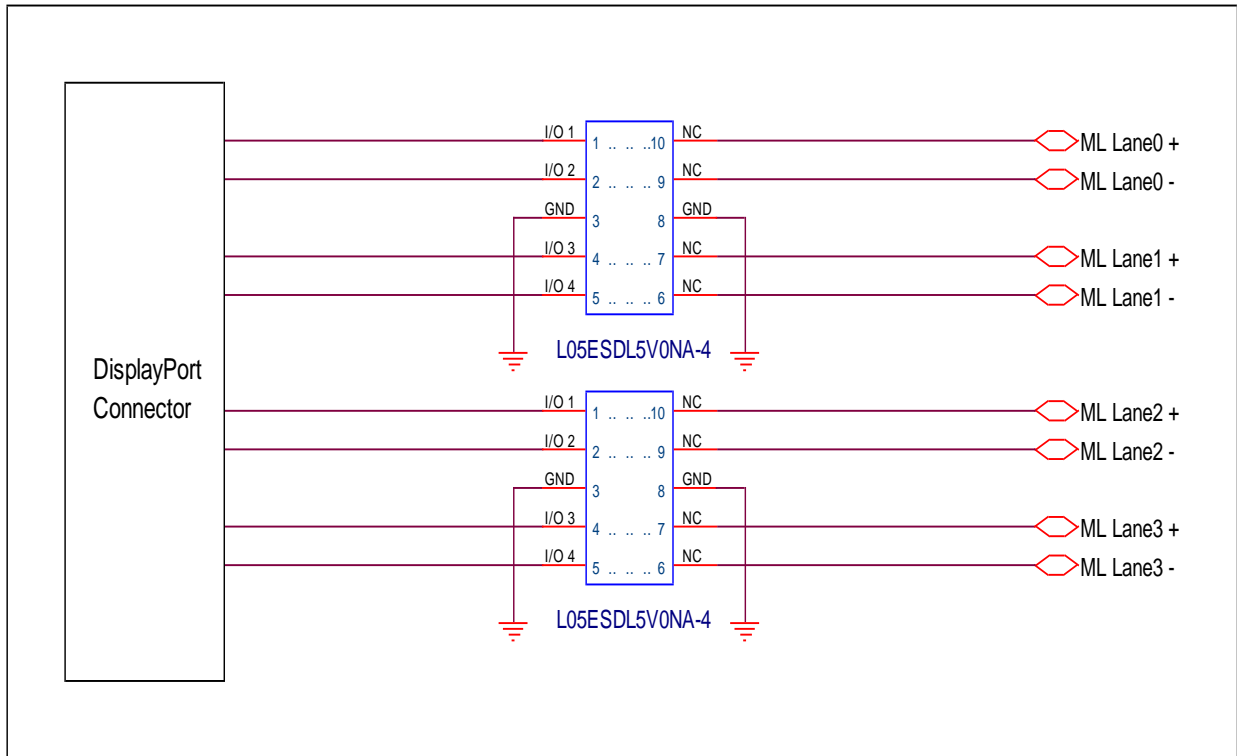 DisplayPort
Connector
I/O 1 1 .. .. ..10 NC ML Lane0 +
I/O 2 2 .. .. .. 9 NC ML Lane0 -
GND 3 8 GND
I/O 3 4 .. .. ..7 NC ML Lane1 +
I/O 4 5 .. .. .. 6 NC ML Lane1 -
L05ESDL5V0NA-4
I/O 1 1 .. .. ..10 NC ML Lane2 +
I/O 2 2 .. .. .. 9 NC ML Lane2 -
GND 3 8 GND
I/O 3 4 .. .. ..7 NC ML Lane3 +
I/O 4 5 .. .. .. 6 NC ML Lane3 -
L05ESDL5V0NA-4